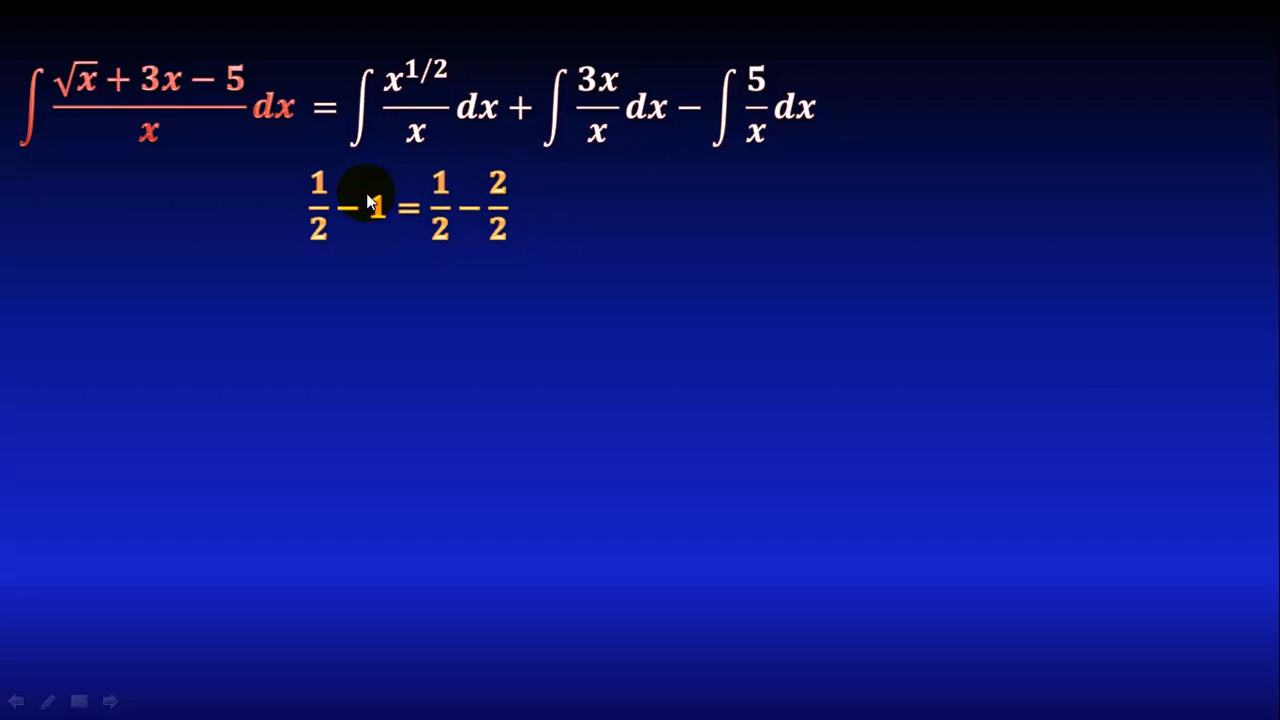 ∫ (√x + 3x − 5)/x dx = ∫ x^{1/2}/x dx + ∫ 3x/x dx − ∫ 5/x dx
1/2 − 1 = 1/2 − 2/2